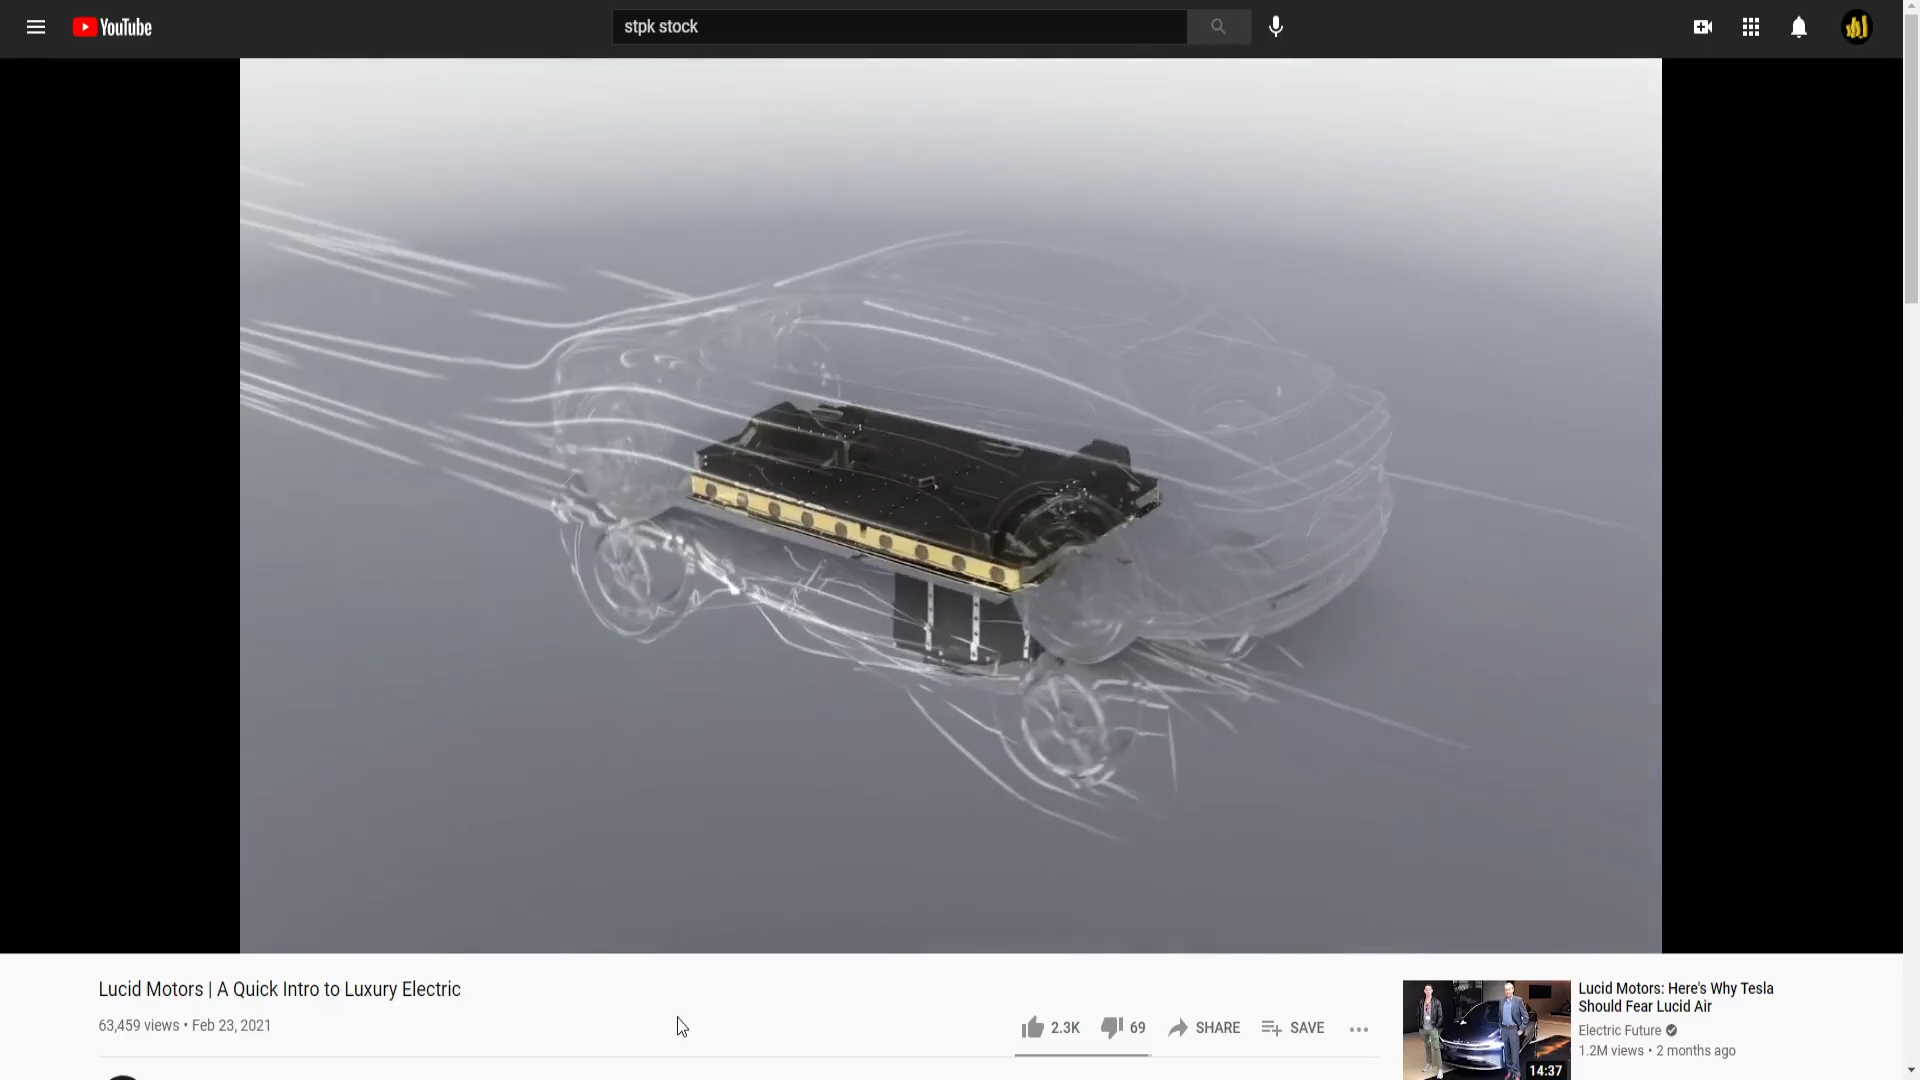 YouTube
stpk stock
Lucid Motors | A Quick Intro to Luxury Electric
63,459 views • Feb 23, 2021
2.3K
69
SHARE
SAVE
Lucid Motors: Here's Why Tesla
Should Fear Lucid Air
Electric Future
1.2M views • 2 months ago
14:37